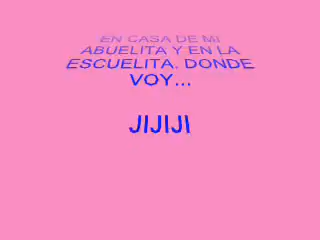 EN CASA DE MI
ABUELITA Y EN LA
ESCUELITA. DONDE
VOY...
JIJIJI